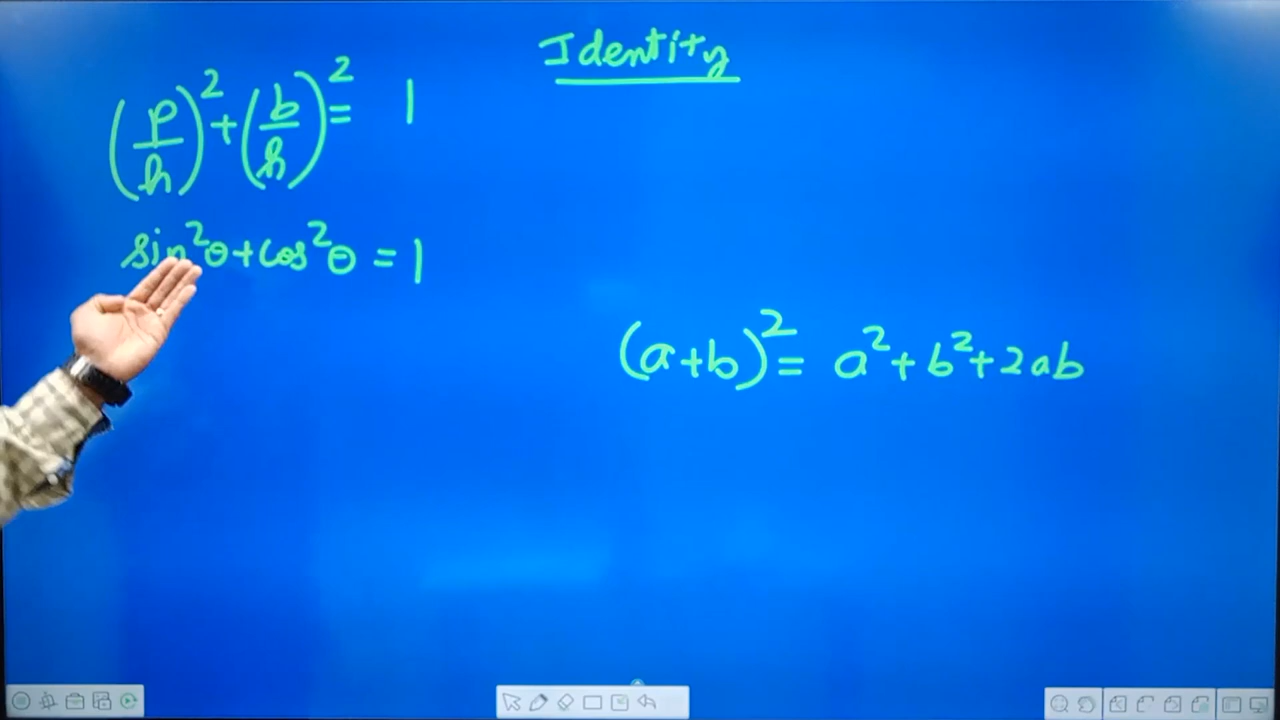 Identity
(p/h)² + (b/h)² = 1
sin²θ + cos²θ = 1
(a+b)² = a² + b² + 2ab